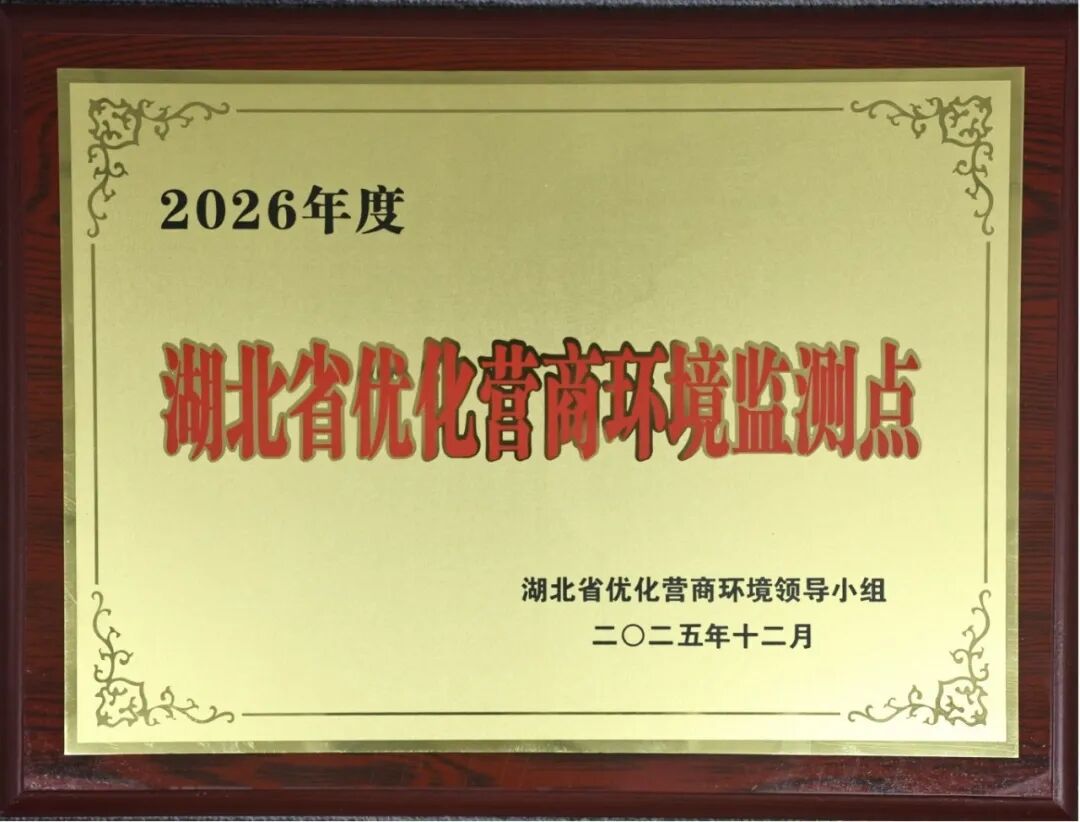 2026年度
湖北省优化营商环境监测点
湖北省优化营商环境领导小组
二〇二五年十二月